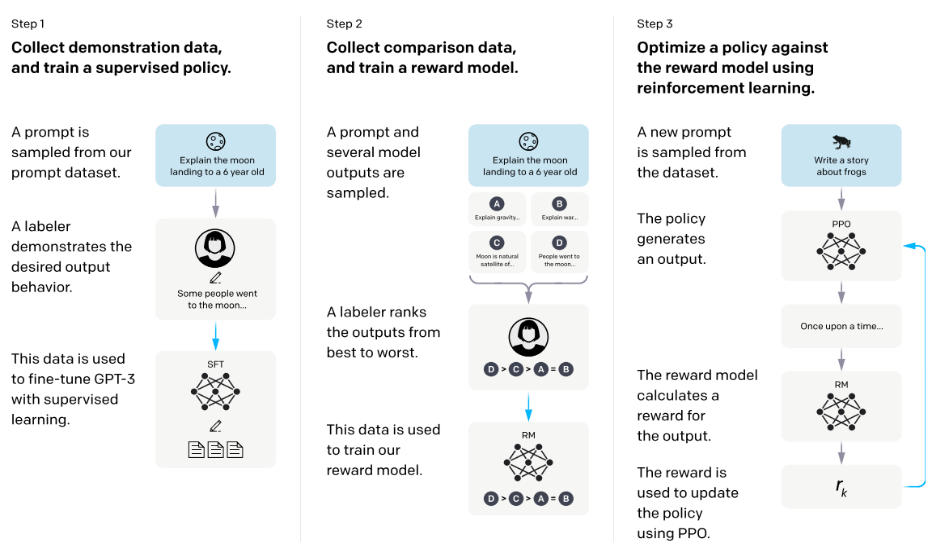 Step 1
Collect demonstration data,
and train a supervised policy.
A prompt is
sampled from our
prompt dataset.
Explain the moon
landing to a 6 year old
A labeler
demonstrates the
desired output
behavior.
Some people went
to the moon...
This data is used
to fine-tune GPT-3
with supervised
learning.
SFT
Step 2
Collect comparison data,
and train a reward model.
A prompt and
several model
outputs are
sampled.
Explain the moon
landing to a 6 year old
A
Explain gravity...
B
Explain war...
C
Moon is natural
satellite of...
D
People went to
the moon...
A labeler ranks
the outputs from
best to worst.
D > C > A = B
This data is used
to train our
reward model.
RM
D > C > A = B
Step 3
Optimize a policy against
the reward model using
reinforcement learning.
A new prompt
is sampled from
the dataset.
Write a story
about frogs
The policy
generates
an output.
PPO
Once upon a time...
The reward model
calculates a
reward for
the output.
RM
The reward is
used to update
the policy
using PPO.
rk